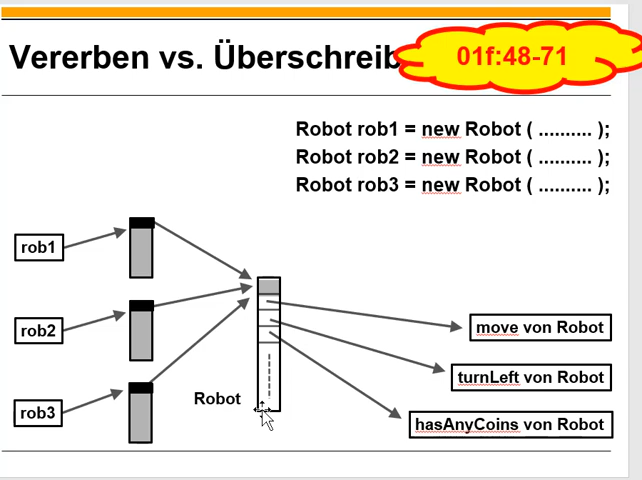 Vererben vs. Überschreib
01f:48-71
Robot rob1 = new Robot ( .......... );
Robot rob2 = new Robot ( .......... );
Robot rob3 = new Robot ( .......... );
rob1
rob2
move von Robot
turnLeft von Robot
Robot
rob3
hasAnyCoins von Robot